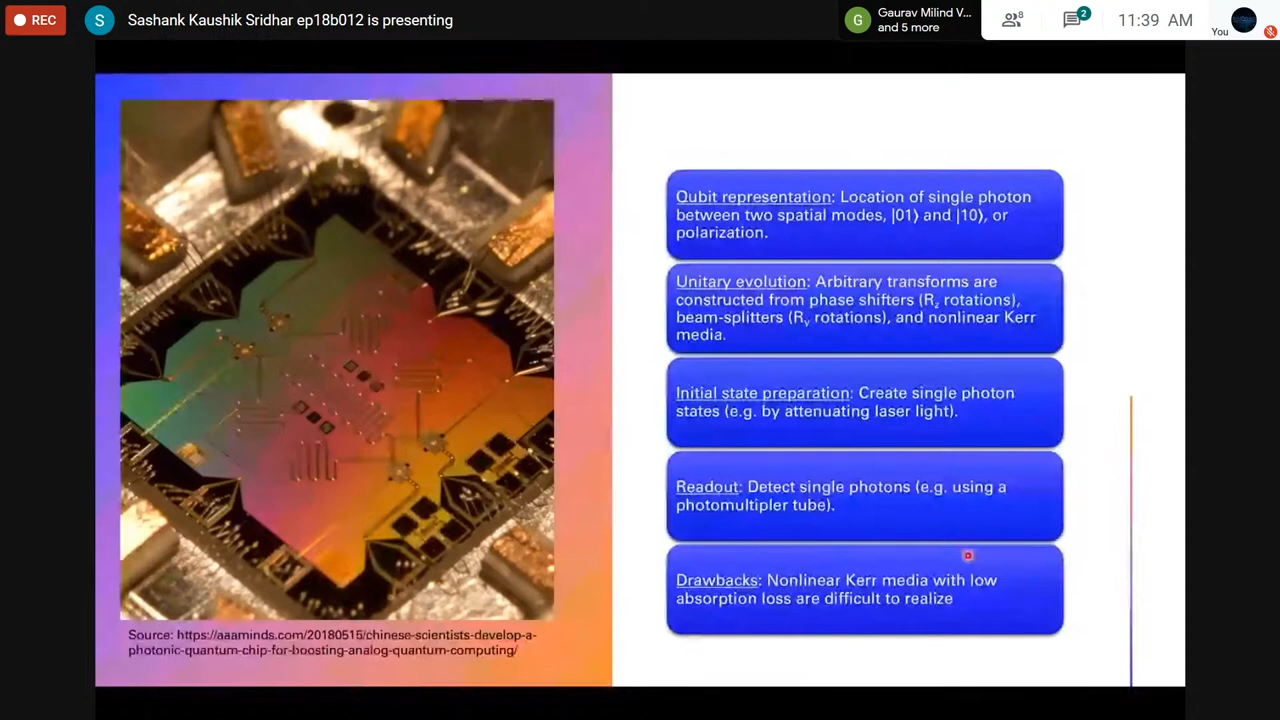 REC
S
Sashank Kaushik Sridhar ep18b012 is presenting
G
Gaurav Milind V...
and 5 more
8
2
11:39 AM
You
Qubit representation: Location of single photon
between two spatial modes, |01⟩ and |10⟩, or
polarization.
Unitary evolution: Arbitrary transforms are
constructed from phase shifters (Rz rotations),
beam-splitters (Ry rotations), and nonlinear Kerr
media.
Initial state preparation: Create single photon
states (e.g. by attenuating laser light).
Readout: Detect single photons (e.g. using a
photomultipler tube).
Drawbacks: Nonlinear Kerr media with low
absorption loss are difficult to realize
Source: https://aaaminds.com/20180515/chinese-scientists-develop-a-
photonic-quantum-chip-for-boosting-analog-quantum-computing/